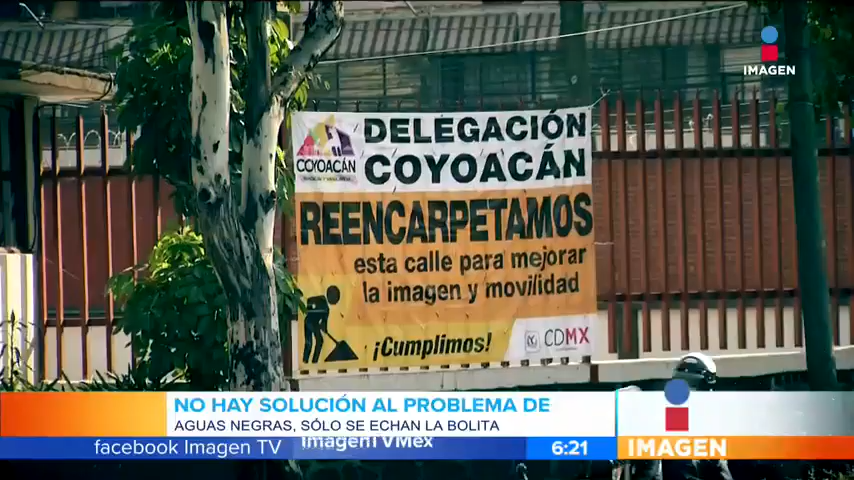 IMAGEN
DELEGACIÓN
COYOACÁN
COYOACÁN
REENCARPETAMOS
esta calle para mejorar
la imagen y movilidad
¡Cumplimos!
CDMX
NO HAY SOLUCIÓN AL PROBLEMA DE
AGUAS NEGRAS, SÓLO SE ECHAN LA BOLITA
facebook Imagen TV
ImagenTVMex
6:21
IMAGEN